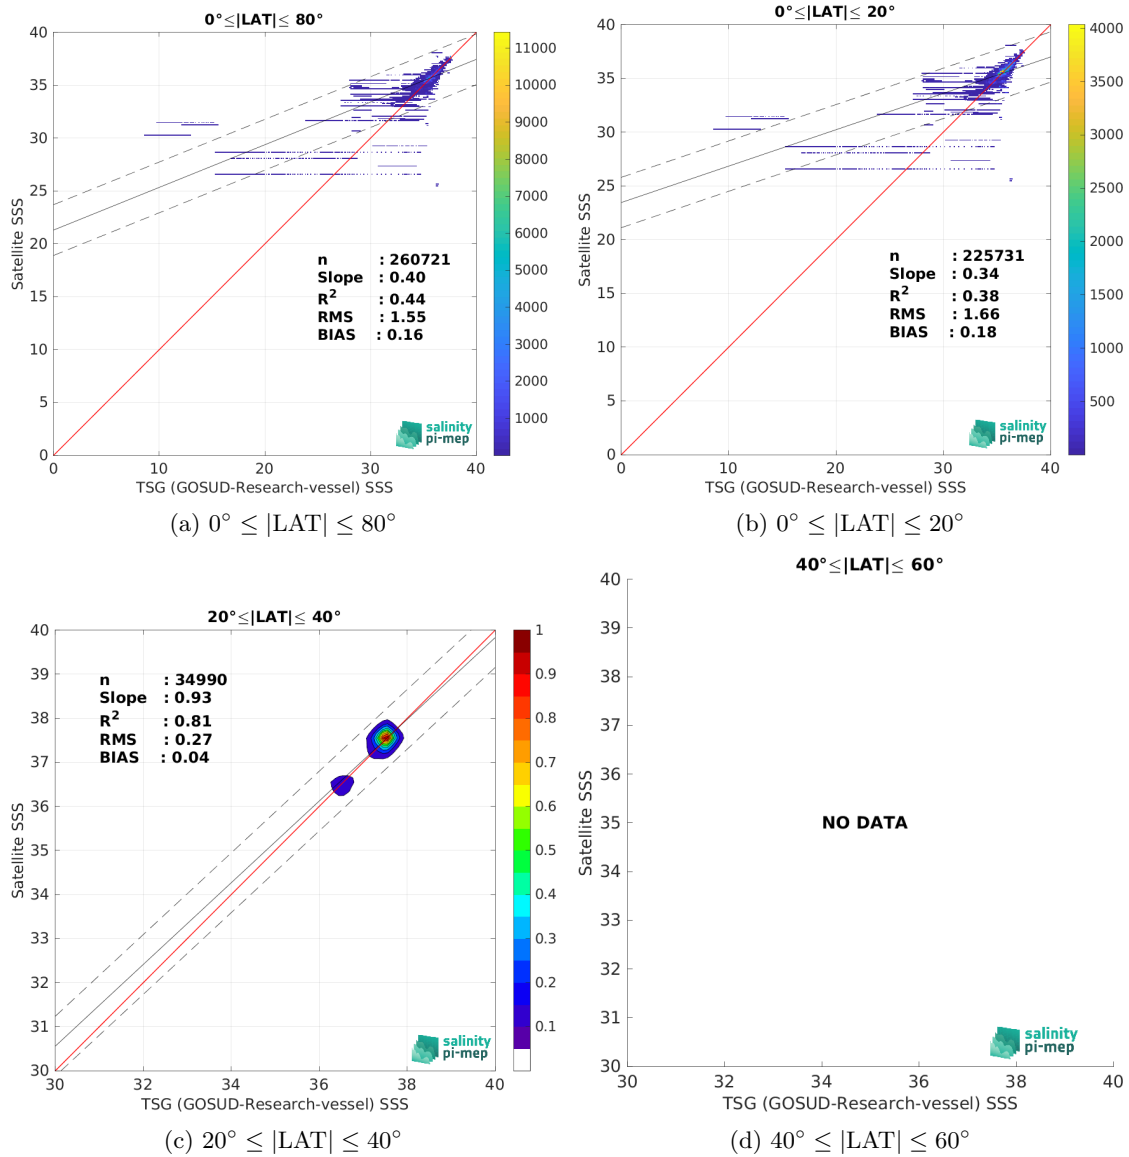 0°≤|LAT|≤ 80°
40
35
30
25
20
15
10
5
0
Satellite SSS
n : 260721
Slope : 0.40
R2 : 0.44
RMS : 1.55
BIAS : 0.16
salinity
pi-mep
0 10 20 30 40
TSG (GOSUD-Research-vessel) SSS
11000
10000
9000
8000
7000
6000
5000
4000
3000
2000
1000
(a) 0° ≤ |LAT| ≤ 80°
0°≤|LAT|≤ 20°
40
35
30
25
20
15
10
5
0
Satellite SSS
n : 225731
Slope : 0.34
R2 : 0.38
RMS : 1.66
BIAS : 0.18
salinity
pi-mep
0 10 20 30 40
TSG (GOSUD-Research-vessel) SSS
4000
3500
3000
2500
2000
1500
1000
500
(b) 0° ≤ |LAT| ≤ 20°
20°≤|LAT|≤ 40°
40
39
38
37
36
35
34
33
32
31
30
Satellite SSS
n : 34990
Slope : 0.93
R2 : 0.81
RMS : 0.27
BIAS : 0.04
salinity
pi-mep
30 32 34 36 38 40
TSG (GOSUD-Research-vessel) SSS
1
0.9
0.8
0.7
0.6
0.5
0.4
0.3
0.2
0.1
(c) 20° ≤ |LAT| ≤ 40°
40°≤|LAT|≤ 60°
40
39
38
37
36
35
34
33
32
31
30
Satellite SSS
NO DATA
salinity
pi-mep
30 32 34 36 38 40
TSG (GOSUD-Research-vessel) SSS
(d) 40° ≤ |LAT| ≤ 60°